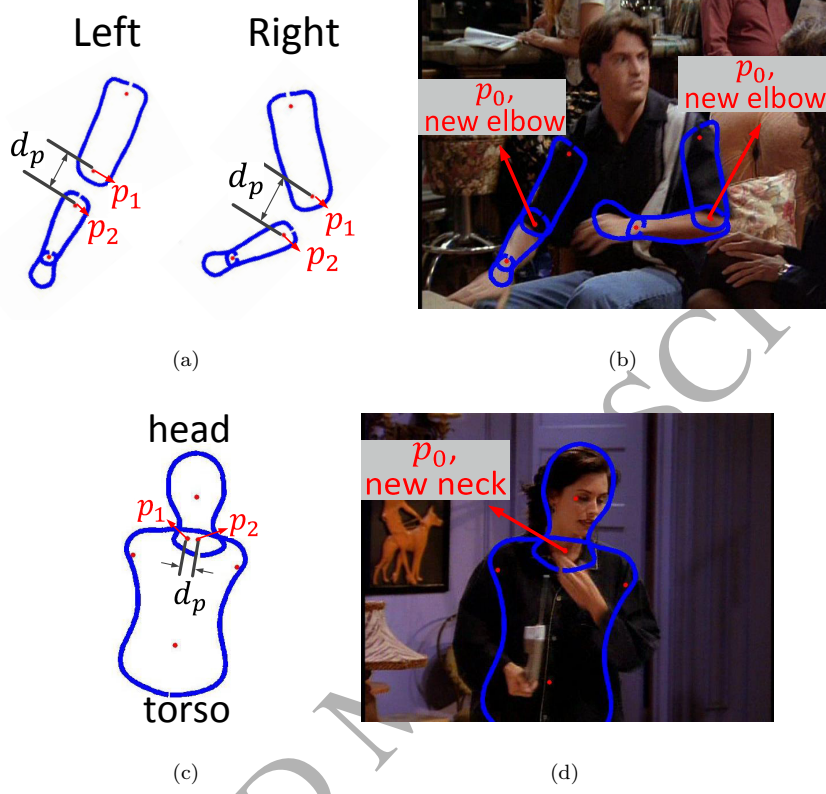 Left Right
d_p
p_1
p_2
d_p
p_1
p_2
p_0,
new elbow
p_0,
new elbow
(a)
(b)
head
p_1
p_2
d_p
torso
p_0,
new neck
(c)
(d)
D M
SCI